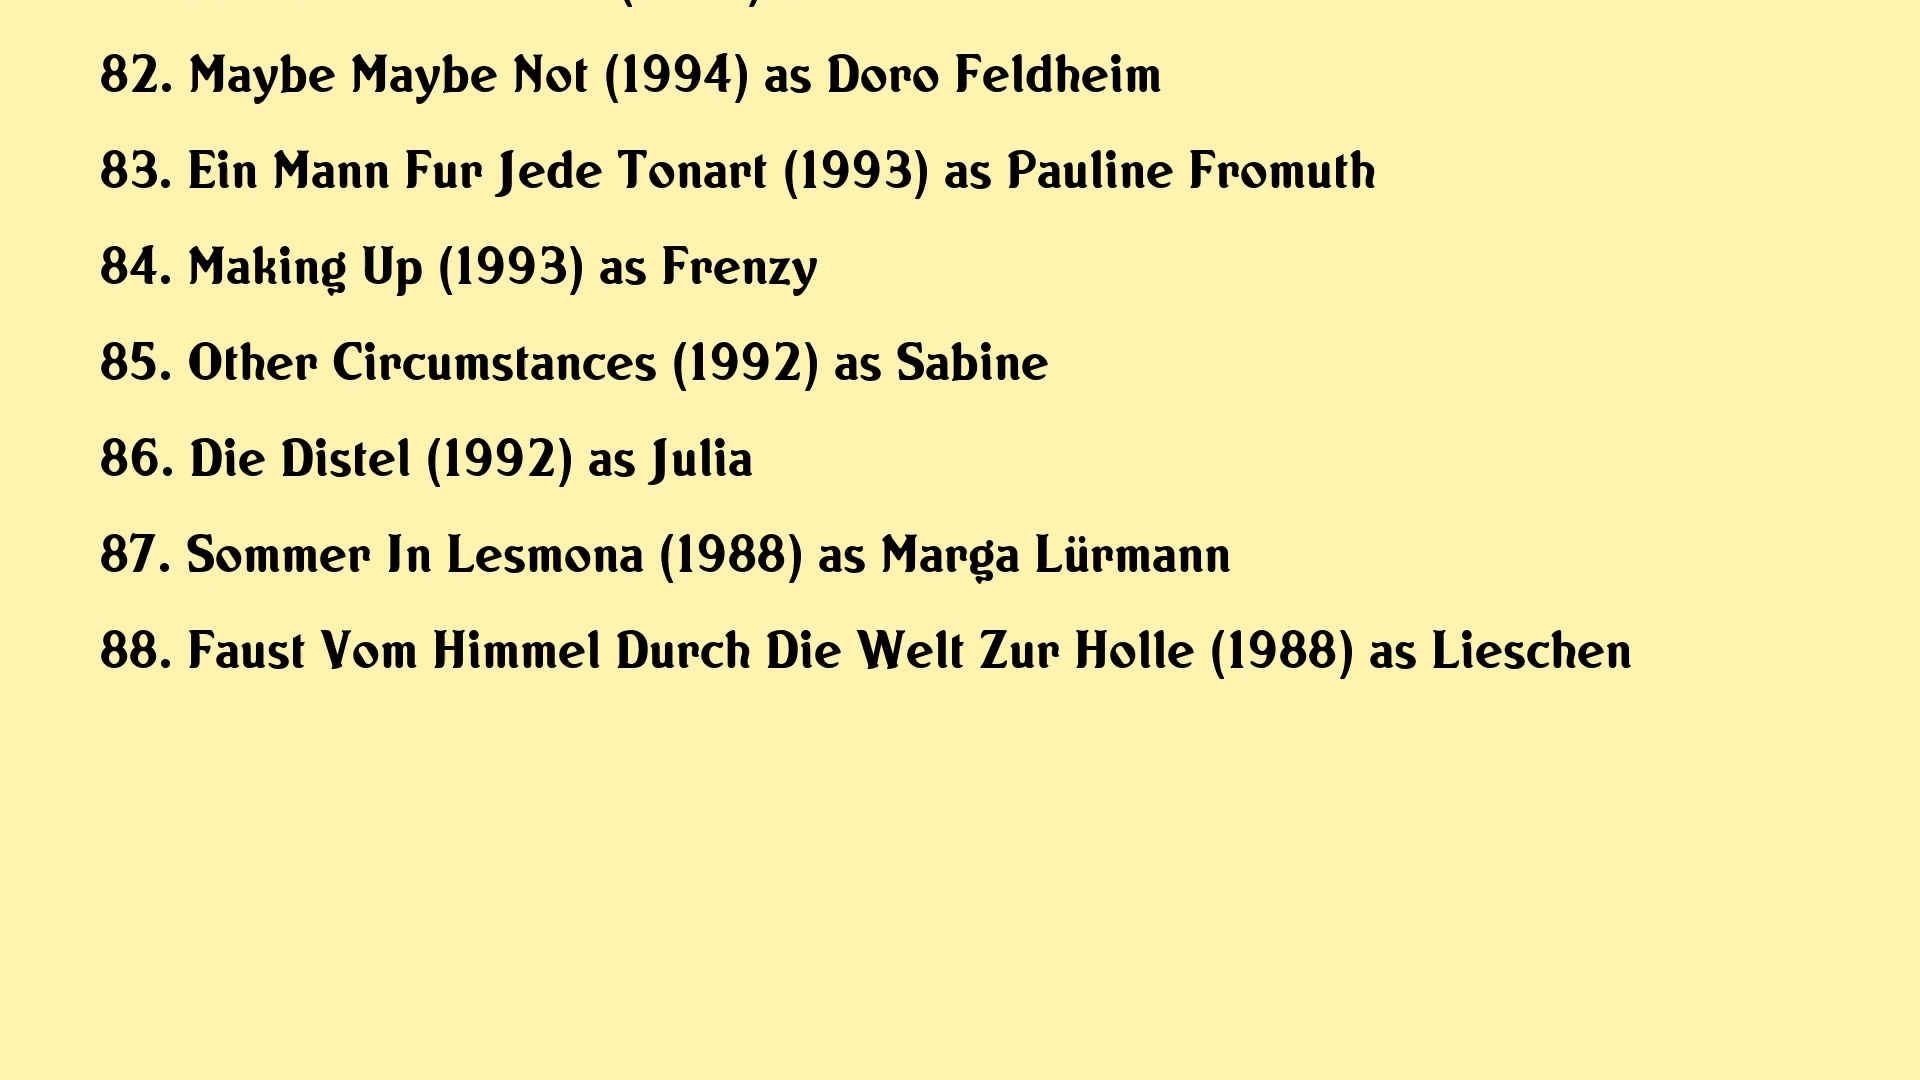 82. Maybe Maybe Not (1994) as Doro Feldheim
83. Ein Mann Fur Jede Tonart (1993) as Pauline Fromuth
84. Making Up (1993) as Frenzy
85. Other Circumstances (1992) as Sabine
86. Die Distel (1992) as Julia
87. Sommer In Lesmona (1988) as Marga Lürmann
88. Faust Vom Himmel Durch Die Welt Zur Holle (1988) as Lieschen